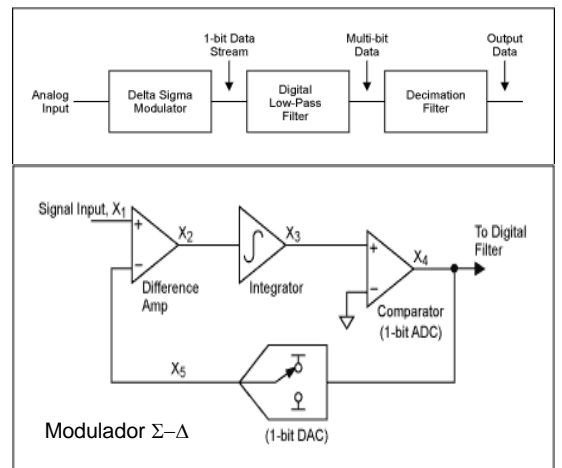 1-bit Data
Stream
Multi-bit
Data
Output
Data
Analog
Input
Delta Sigma
Modulator
Digital
Low-Pass
Filter
Decimation
Filter
Signal Input, X1
+
−
X2
Difference
Amp
∫
Integrator
X3
+
−
X4
Comparator
(1-bit ADC)
To Digital
Filter
X5
(1-bit DAC)
Modulador Σ−Δ